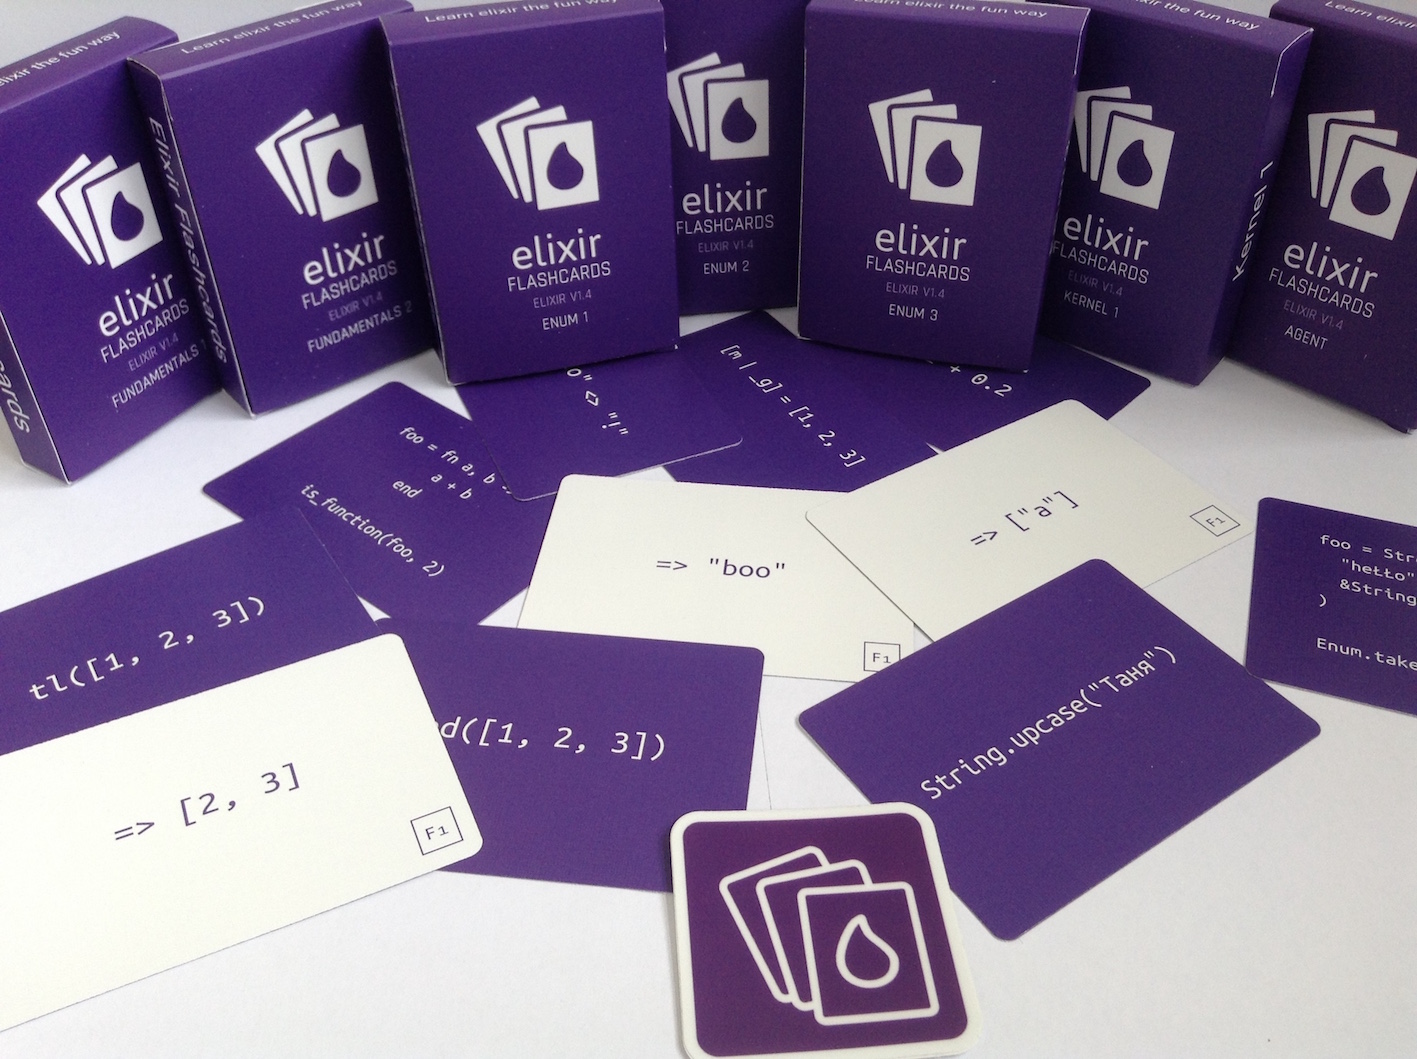 elixir the fun way
elixir
FLASHCARDS
ELIXIR V1.4
FUNDAMENTALS 1
Learn elixir the fun way
Elixir Flashcards
elixir
FLASHCARDS
ELIXIR V1.4
FUNDAMENTALS 2
Learn elixir the fun way
elixir
FLASHCARDS
ELIXIR V1.4
ENUM 1
elixir
FLASHCARDS
ELIXIR V1.4
ENUM 2
Learn elixir the fun way
elixir
FLASHCARDS
ELIXIR V1.4
ENUM 3
elixir the fun way
elixir
FLASHCARDS
ELIXIR V1.4
KERNEL 1
Kernel 1
Learn elixir
elixir
FLASHCARDS
ELIXIR V1.4
AGENT
o" <> "!"
[m | _g] = [1, 2, 3]
+ 0.2
foo = fn a, b
a + b
end
is_function(foo, 2)
=> "boo"
F1
=> ["a"]
F1
foo = Str
"hełło"
&String
)
Enum.take
tl([1, 2, 3])
=> [2, 3]
F1
d([1, 2, 3])
String.upcase("Таня")